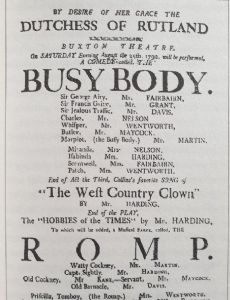 BY DESIRE OF HER GRACE THE
DUTCHESS OF RUTLAND
BUXTON THEATRE,
On SATURDAY Evening August the 25th, 1792, will be performed,
A COMEDY called, THE
BUSY BODY.
Sir George Airy, Mr. FAIRBAIRN,
Sir Francis Gripe, Mr. GRANT,
Sir Jealous Traffic, Mr. DAVIS,
Charles, Mr. NELSON
Whisper, Mr. WENTWORTH,
Butler, Mr. MAYCOCK,
Marplot, (the Busy Body.) Mr. MARTIN.
Miranda, Mrs. NELSON,
Isabinda Mrs. HARDING,
Scentwell, Mrs. FAIRBAIRN,
Patch, Mrs. WENTWORTH.
End of Act the Third, Collins's favorite SONG of
"The West Country Clown"
BY Mr. HARDING.
End of the PLAY,
The "HOBBIES of the TIMES" by Mr. HARDING,
To which will be added, a Musical FARCE, called, THE
ROMP.
Watty Cockney, Mr. MARTIN.
Capt. Sightly, Mr. HARDING,
Old Cockney, Mr. Servant, Mr. MAYCOCK.
Old Barnacle, Mr. DAVIS.
Priscilla, Tomboy, (the Romp.) Mrs. WENTWORTH,